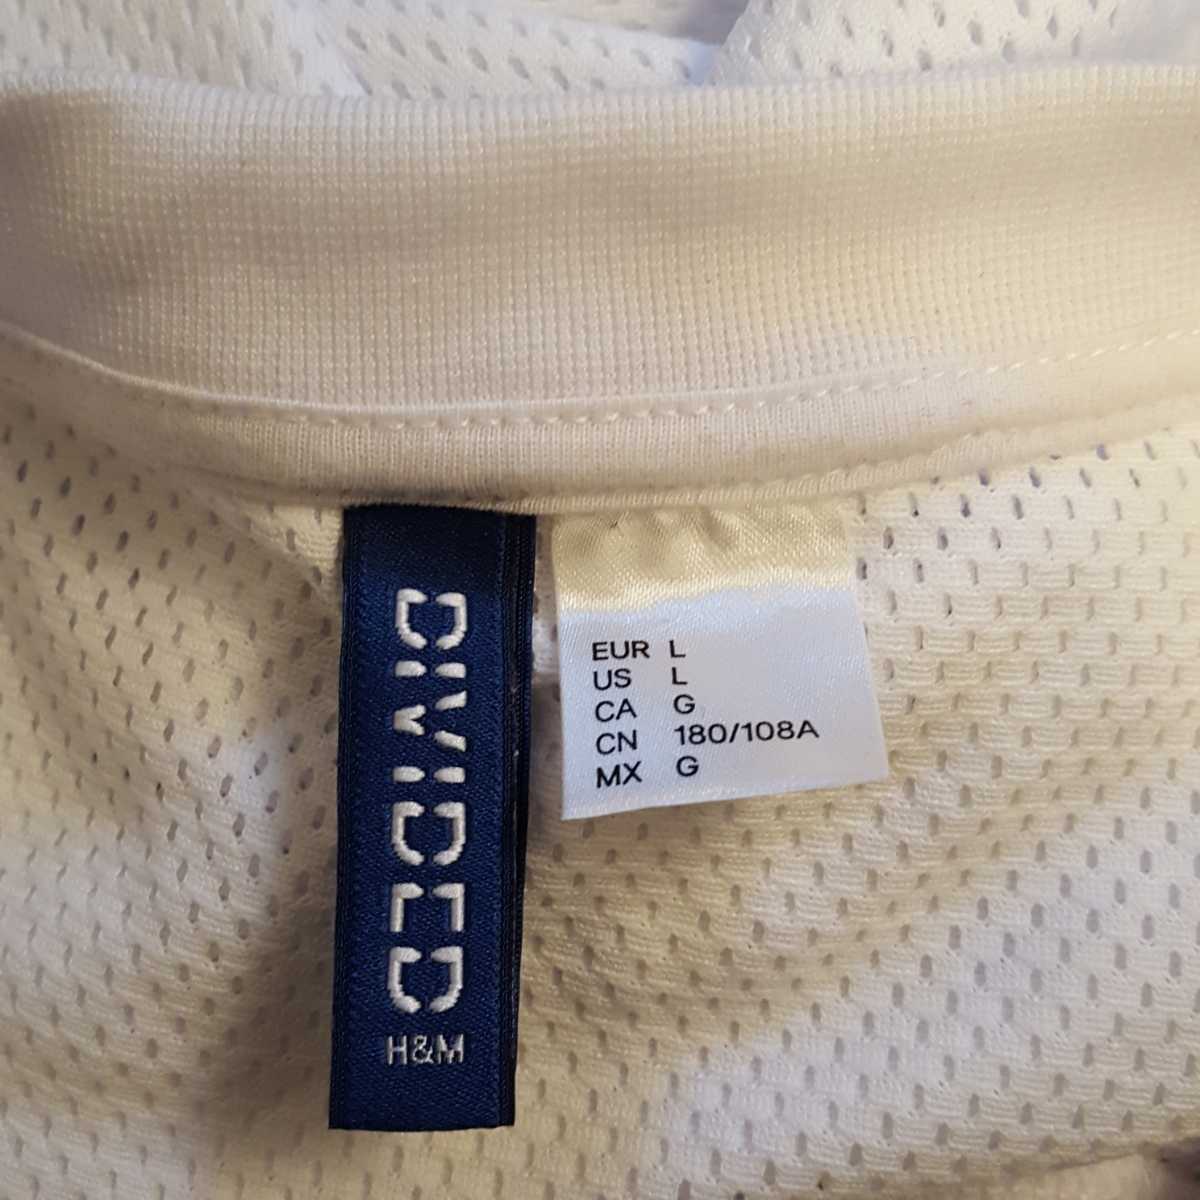 DIVIDED
H&M
EUR L
US L
CA G
CN 180/108A
MX G